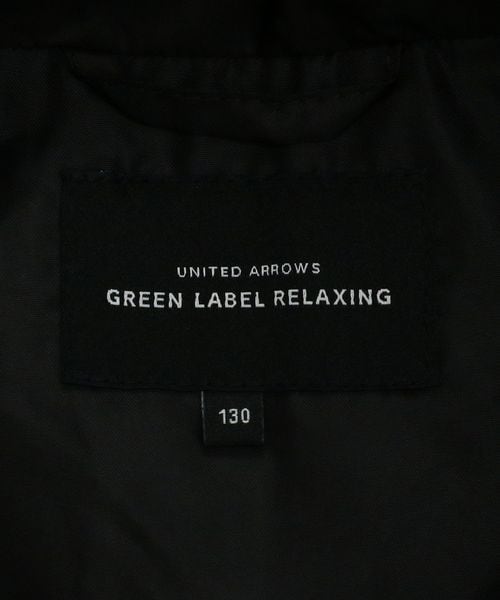 UNITED ARROWS
GREEN LABEL RELAXING
130